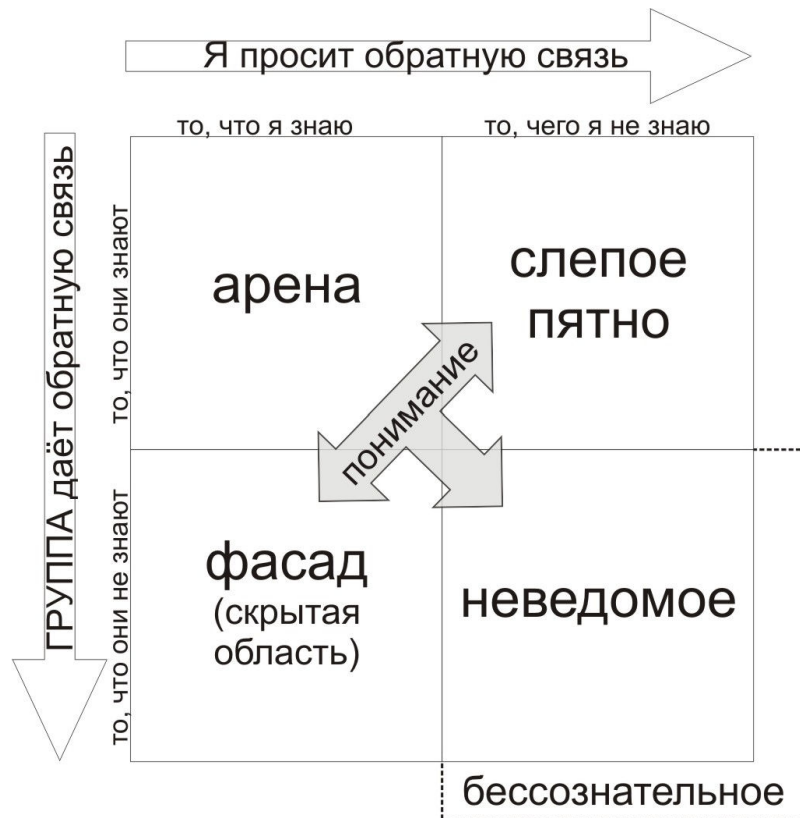 Я просит обратную связь
то, что я знаю
то, чего я не знаю
ГРУППА даёт обратную связь
то, что они знают
арена
слепое
пятно
понимание
то, что они не знают
фасад
(скрытая
область)
неведомое
бессознательное